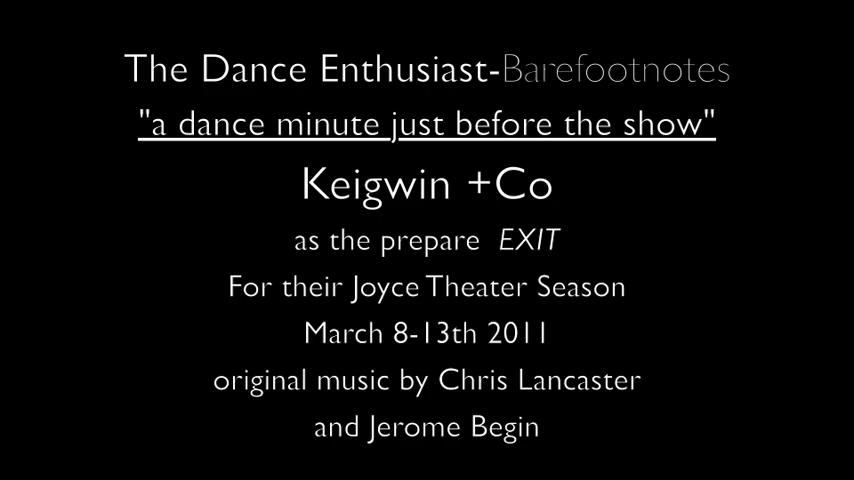 The Dance Enthusiast-Barefootnotes
"a dance minute just before the show"
Keigwin +Co
as the prepare EXIT
For their Joyce Theater Season
March 8-13th 2011
original music by Chris Lancaster
and Jerome Begin